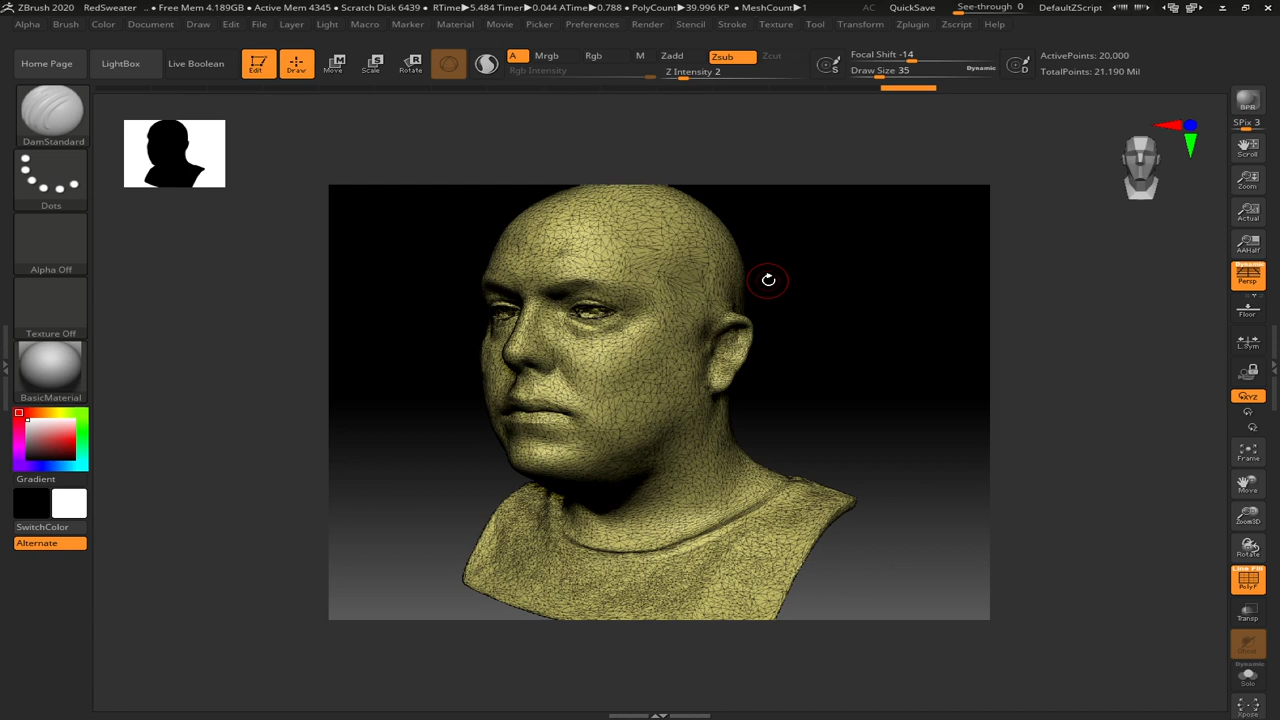 ZBrush 2020 RedSweater .. • Free Mem 4.189GB • Active Mem 4345 • Scratch Disk 6439 • RTime▶5.484 Timer▶0.044 ATime▶0.788 • PolyCount▶39.996 KP • MeshCount▶1 AC QuickSave See-through 0 DefaultZScript
Alpha Brush Color Document Draw Edit File Layer Light Macro Marker Material Movie Picker Preferences Render Stencil Stroke Texture Tool Transform Zplugin Zscript Help
Home Page LightBox Live Boolean Edit Draw Move Scale Rotate A Mrgb Rgb M Zadd Zsub Zcut
Rgb Intensity Z Intensity 2
Focal Shift -14
Draw Size 35 Dynamic
S
D
ActivePoints: 20,000
TotalPoints: 21.190 Mil
DamStandard
Dots
Alpha Off
Texture Off
BasicMaterial
Gradient
SwitchColor
Alternate
BPR
SPix 3
Scroll
Zoom
Actual
AAHalf
Dynamic
Persp
Floor
L.Sym
XYZ
Frame
Move
Zoom3D
Rotate
Line Fill
PolyF
Transp
Dynamic
Solo
Xpose